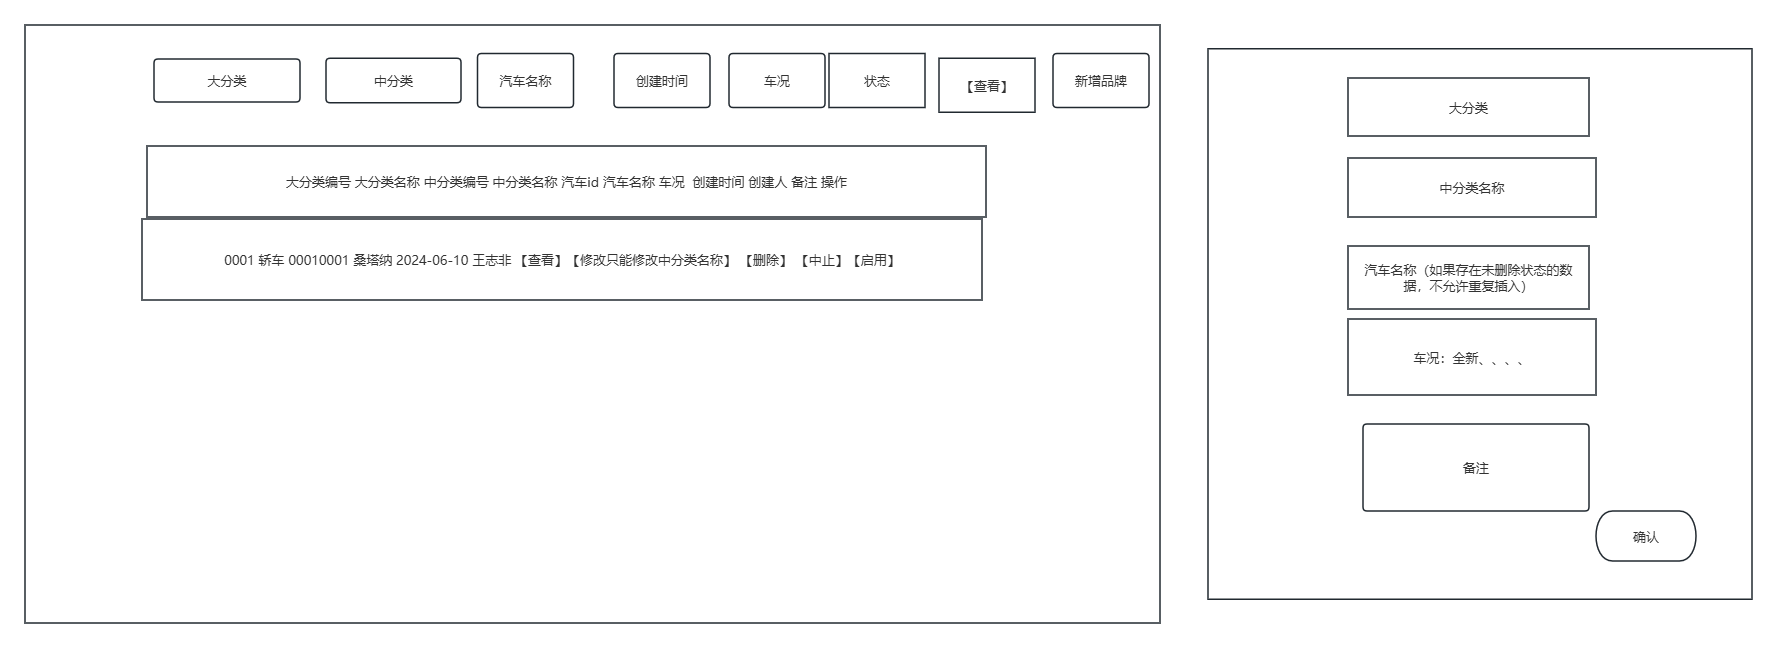 大分类
中分类
汽车名称
创建时间
车况
状态
【查看】
新增品牌
大分类编号 大分类名称 中分类编号 中分类名称 汽车id 汽车名称 车况  创建时间 创建人 备注 操作
0001 轿车 00010001 桑塔纳 2024-06-10 王志非 【查看】【修改只能修改中分类名称】 【删除】 【中止】【启用】
大分类
中分类名称
汽车名称（如果存在未删除状态的数
据，不允许重复插入）
车况：全新、、、、
备注
确认